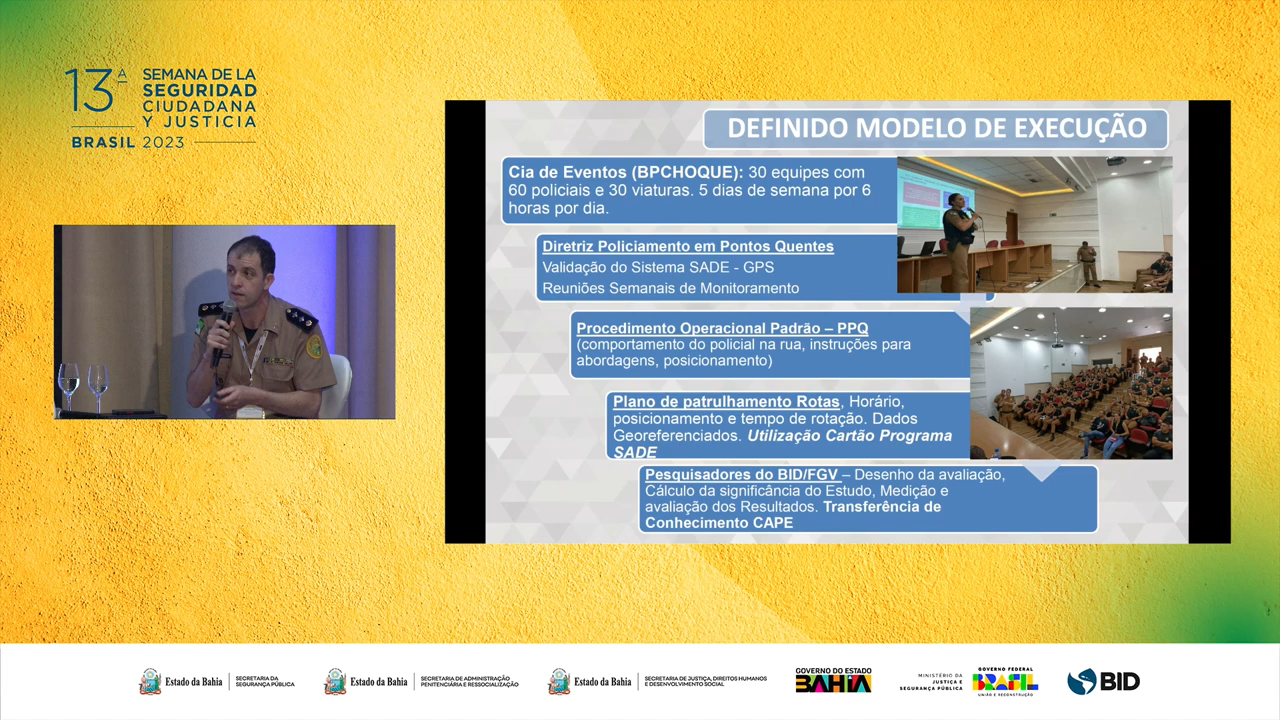 13ª
SEMANA DE LA
SEGURIDAD
CIUDADANA
Y JUSTICIA
BRASIL 2023
DEFINIDO MODELO DE EXECUÇÃO
Cia de Eventos (BPCHOQUE): 30 equipes com
60 policiais e 30 viaturas. 5 dias de semana por 6
horas por dia.
Diretriz Policiamento em Pontos Quentes
Validação do Sistema SADE - GPS
Reuniões Semanais de Monitoramento
Procedimento Operacional Padrão – PPQ
(comportamento do policial na rua, instruções para
abordagens, posicionamento)
Plano de patrulhamento Rotas, Horário,
posicionamento e tempo de rotação. Dados
Georeferenciados. Utilização Cartão Programa
SADE
Pesquisadores do BID/FGV – Desenho da avaliação,
Cálculo da significância do Estudo, Medição e
avaliação dos Resultados. Transferência de
Conhecimento CAPE
Estado da Bahia
SECRETARIA DA
SEGURANÇA PÚBLICA
Estado da Bahia
SECRETARIA DE ADMINISTRAÇÃO
PENITENCIÁRIA E RESSOCIALIZAÇÃO
Estado da Bahia
SECRETARIA DE JUSTIÇA, DIREITOS HUMANOS
E DESENVOLVIMENTO SOCIAL
GOVERNO DO ESTADO
BAHIA
MINISTÉRIO DA
JUSTIÇA E
SEGURANÇA PÚBLICA
GOVERNO FEDERAL
BRASIL
UNIÃO E RECONSTRUÇÃO
BID